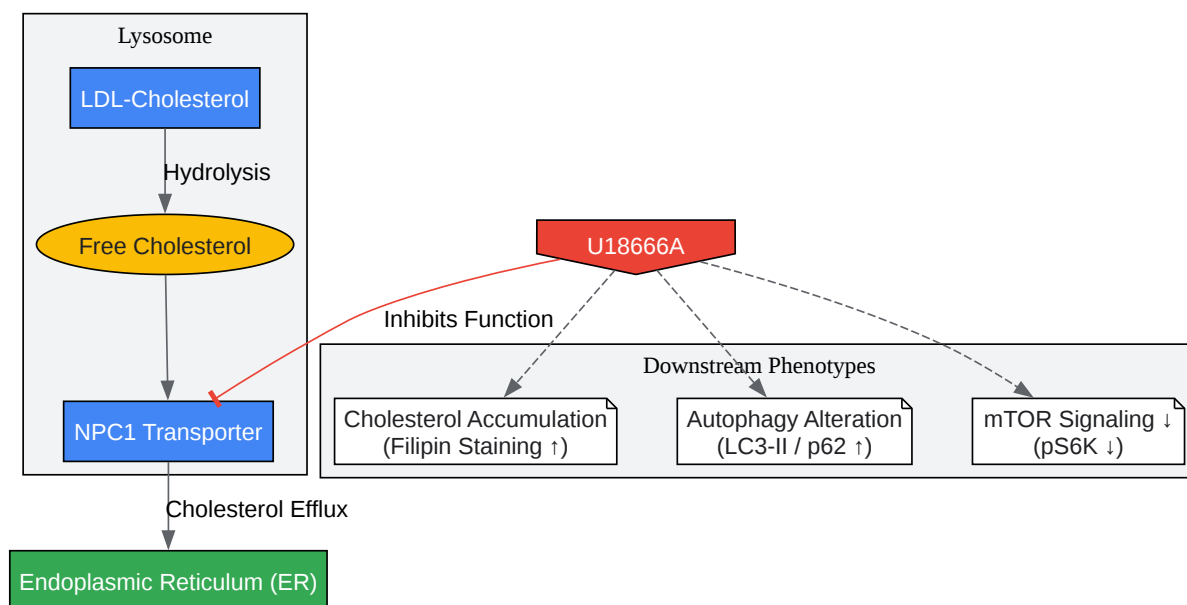 Lysosome
LDL-Cholesterol
Hydrolysis
Free Cholesterol
U18666A
Inhibits Function
Downstream Phenotypes
NPC1 Transporter
Cholesterol Accumulation
(Filipin Staining ↑)
Autophagy Alteration
(LC3-II / p62 ↑)
mTOR Signaling ↓
(pS6K ↓)
Cholesterol Efflux
Endoplasmic Reticulum (ER)